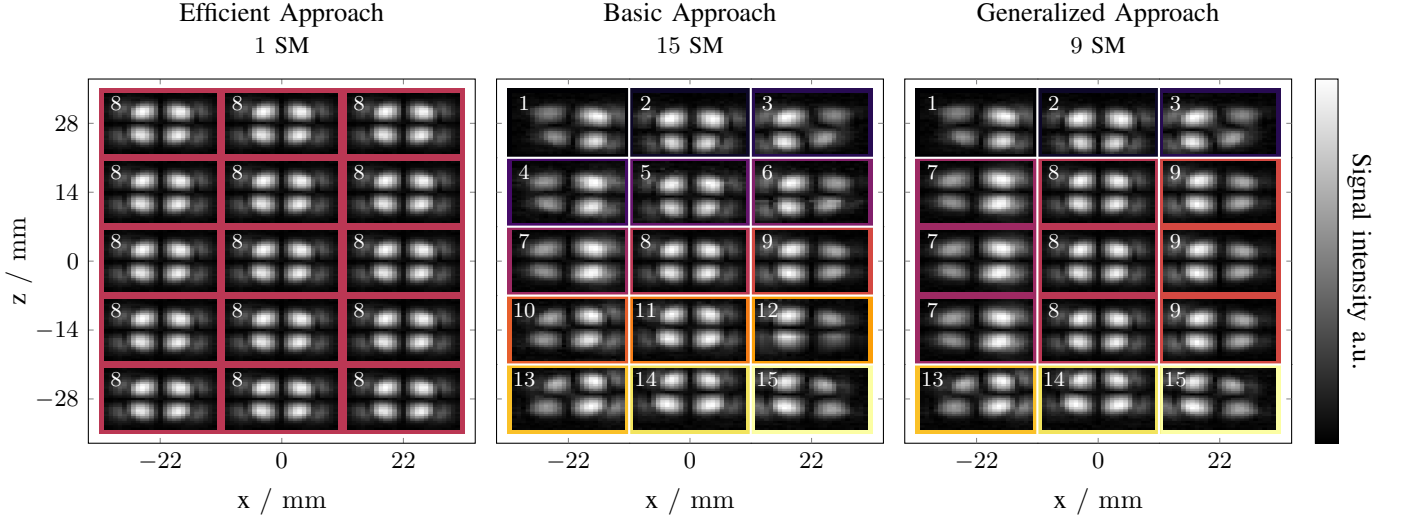 Efficient Approach
1 SM
Basic Approach
15 SM
Generalized Approach
9 SM
z / mm
28
14
0
−14
−28
8 8 8
8 8 8
8 8 8
8 8 8
8 8 8
1 2 3
4 5 6
7 8 9
10 11 12
13 14 15
1 2 3
7 8 9
7 8 9
7 8 9
13 14 15
−22 0 22
−22 0 22
−22 0 22
x / mm
x / mm
x / mm
Signal intensity a.u.